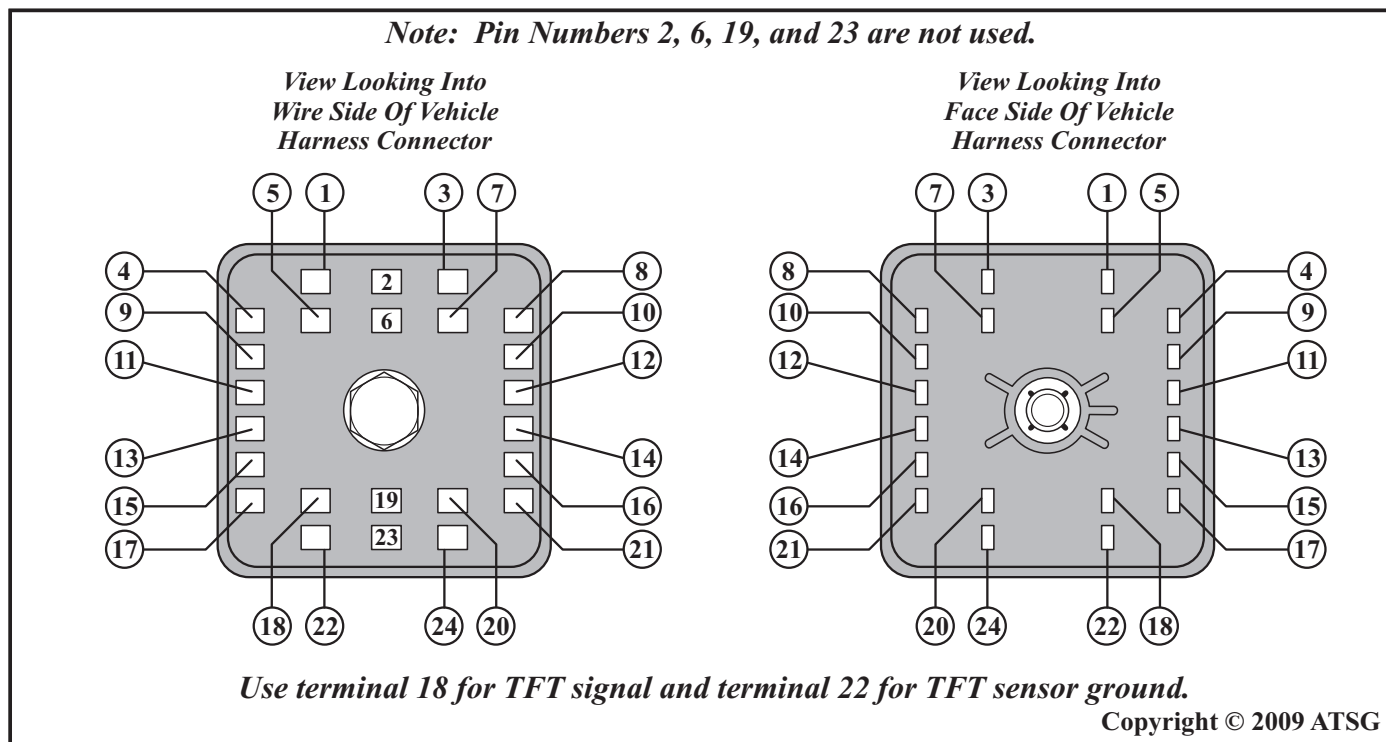 Note: Pin Numbers 2, 6, 19, and 23 are not used.
View Looking Into
Wire Side Of Vehicle
Harness Connector
5 1 3 7
4 2 8
9 6 10
11 12
13 14
15 19 16
17 23 21
18 22 24 20
View Looking Into
Face Side Of Vehicle
Harness Connector
7 3 1 5
8 4
10 9
12 11
14 13
16 15
21 17
20 24 22 18
Use terminal 18 for TFT signal and terminal 22 for TFT sensor ground.
Copyright © 2009 ATSG